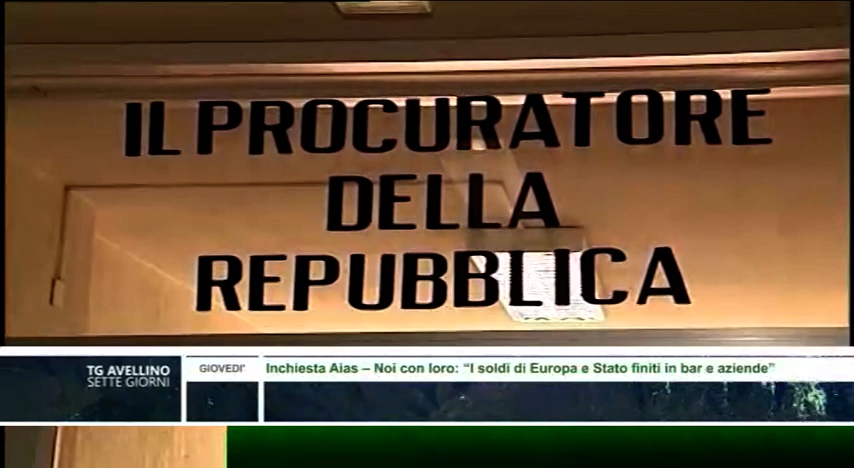 IL PROCURATORE
DELLA
REPUBBLICA
TG AVELLINO
SETTE GIORNI
GIOVEDI'
Inchiesta Aias – Noi con loro: “I soldi di Europa e Stato finiti in bar e aziende”